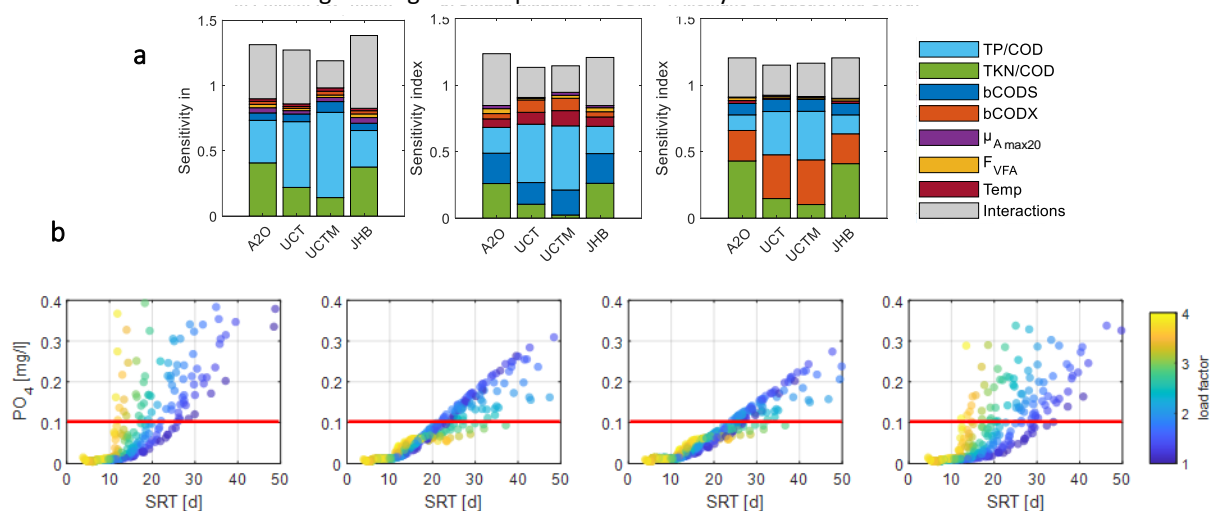 a
1.5
1
0.5
0
Sensitivity in
A2O
UCT
UCTM
JHB
1.5
1
0.5
0
Sensitivity index
A2O
UCT
UCTM
JHB
1.5
1
0.5
0
Sensitivity index
A2O
UCT
UCTM
JHB
TP/COD
TKN/COD
bCODS
bCODX
μA max20
FVFA
Temp
Interactions
b
0.4
0.3
0.2
0.1
0
PO4 [mg/l]
0 10 20 30 40 50
SRT [d]
0.4
0.3
0.2
0.1
0
0 10 20 30 40 50
SRT [d]
0.4
0.3
0.2
0.1
0
0 10 20 30 40 50
SRT [d]
0.4
0.3
0.2
0.1
0
0 10 20 30 40 50
SRT [d]
4
3
2
1
load factor